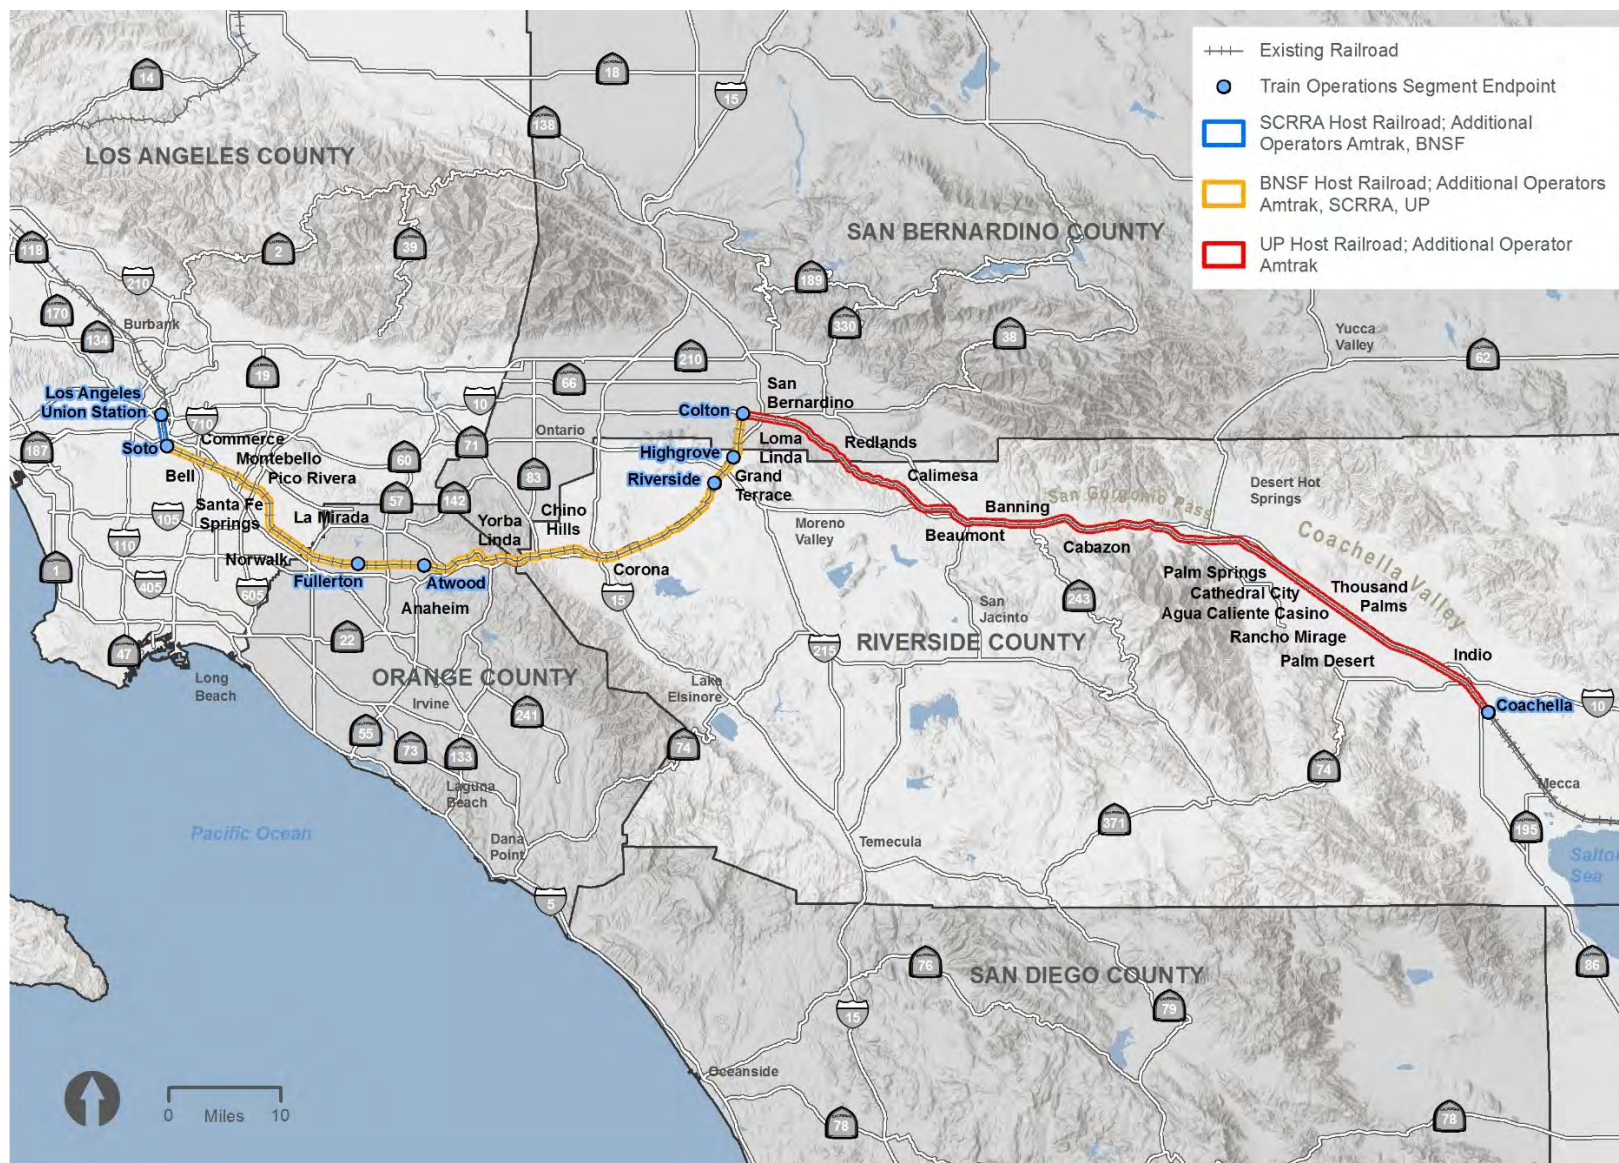 Existing Railroad
Train Operations Segment Endpoint
SCRRA Host Railroad; Additional
Operators Amtrak, BNSF
BNSF Host Railroad; Additional Operators
Amtrak, SCRRA, UP
UP Host Railroad; Additional Operator
Amtrak
14
18
15
138
LOS ANGELES COUNTY
SAN BERNARDINO COUNTY
118
2
39
210
189
170
134
Burbank
330
38
Yucca
Valley
62
19
210
66
10
Los Angeles
Union Station
San
Bernardino
Colton
710
187
Soto
Commerce
Montebello
Pico Rivera
Bell
60
71
Ontario
83
Highgrove
Riverside
Loma
Linda
Redlands
Grand
Terrace
Calimesa
Desert Hot
Springs
San Gorgonio Pass
Coachella Valley
Santa Fe
Springs
La Mirada
57
142
Yorba
Linda
Chino
Hills
105
110
Moreno
Valley
Banning
Beaumont
Cabazon
Norwalk
Fullerton
Atwood
Corona
1
405
605
Anaheim
15
243
San
Jacinto
Palm Springs
Cathedral City
Agua Caliente Casino
Rancho Mirage
Palm Desert
Thousand
Palms
Indio
22
47
Long
Beach
ORANGE COUNTY
Irvine
241
Lake
Elsinore
215
RIVERSIDE COUNTY
Coachella
10
55
73
133
74
74
Laguna
Beach
Mecca
Pacific Ocean
Dana
Point
Temecula
371
195
Salton
Sea
5
76
SAN DIEGO COUNTY
86
15
79
Oceanside
0 Miles 10
78
78